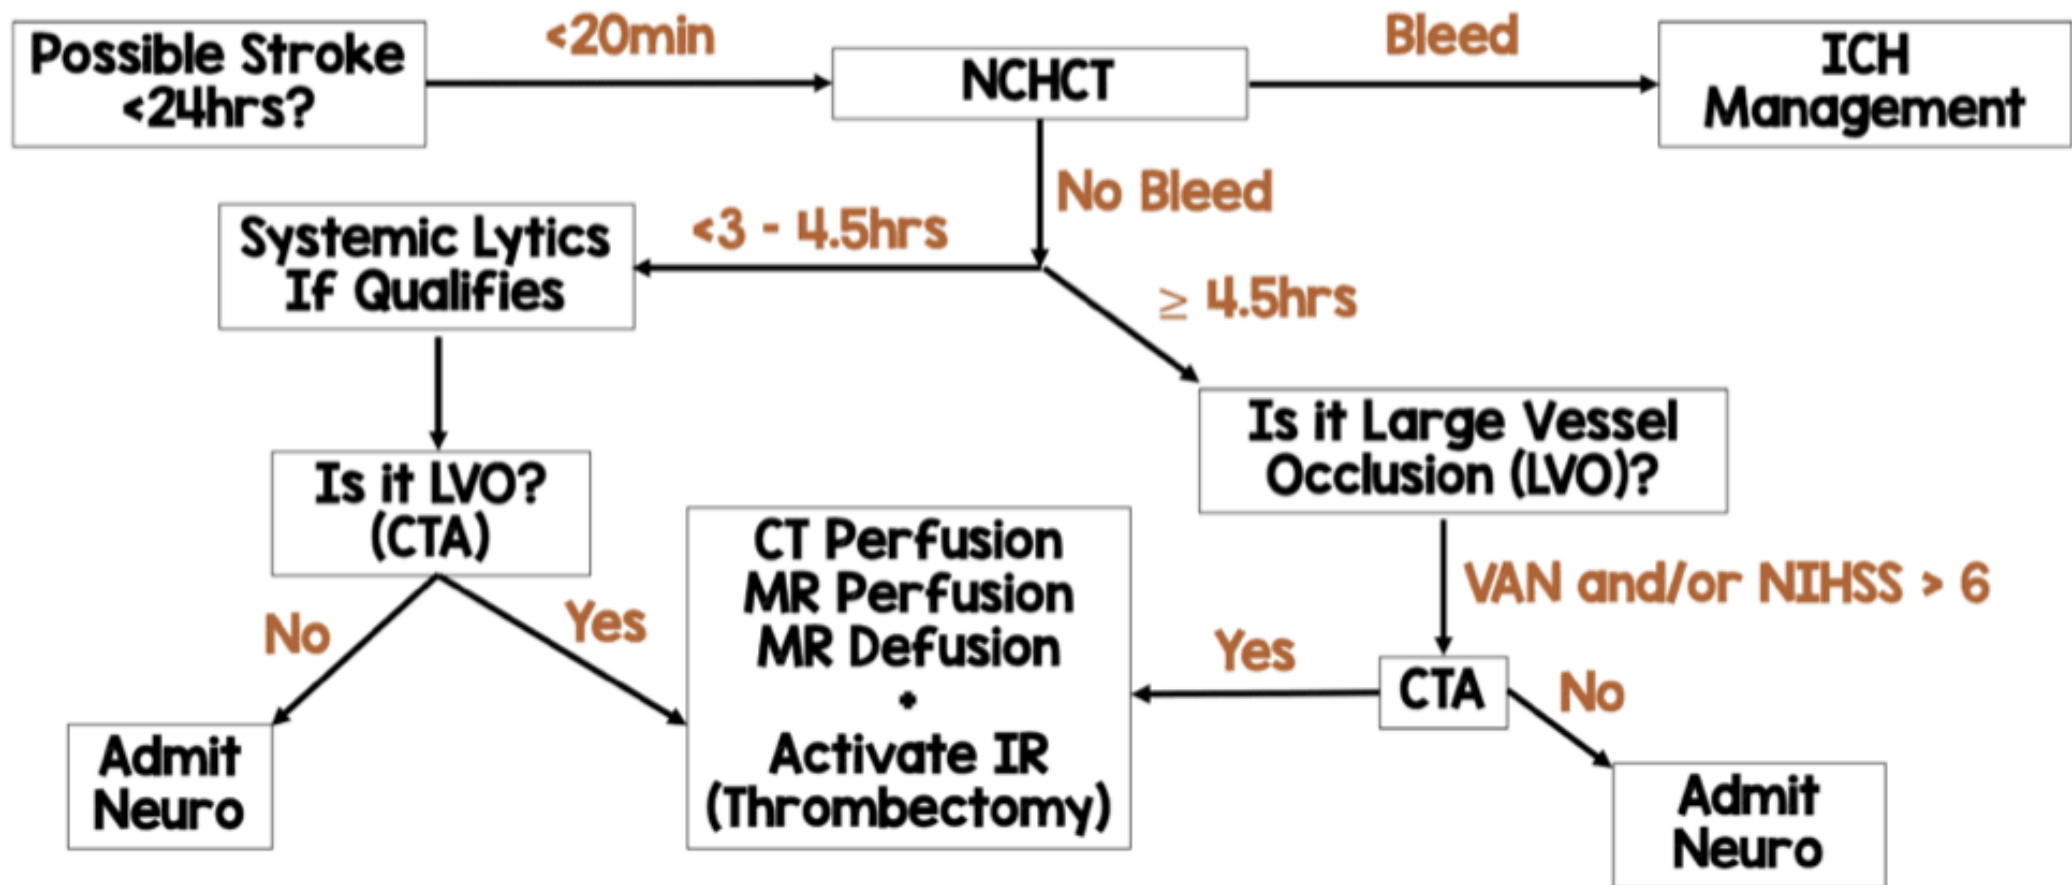 Possible Stroke
<24hrs?
<20min
NCHCT
Bleed
ICH
Management
No Bleed
<3 - 4.5hrs
Systemic Lytics
If Qualifies
≥ 4.5hrs
Is it Large Vessel
Occlusion (LVO)?
Is it LVO?
(CTA)
CT Perfusion
MR Perfusion
MR Defusion
+
Activate IR
(Thrombectomy)
VAN and/or NIHSS > 6
No
Yes
Yes
CTA
No
Admit
Neuro
Admit
Neuro